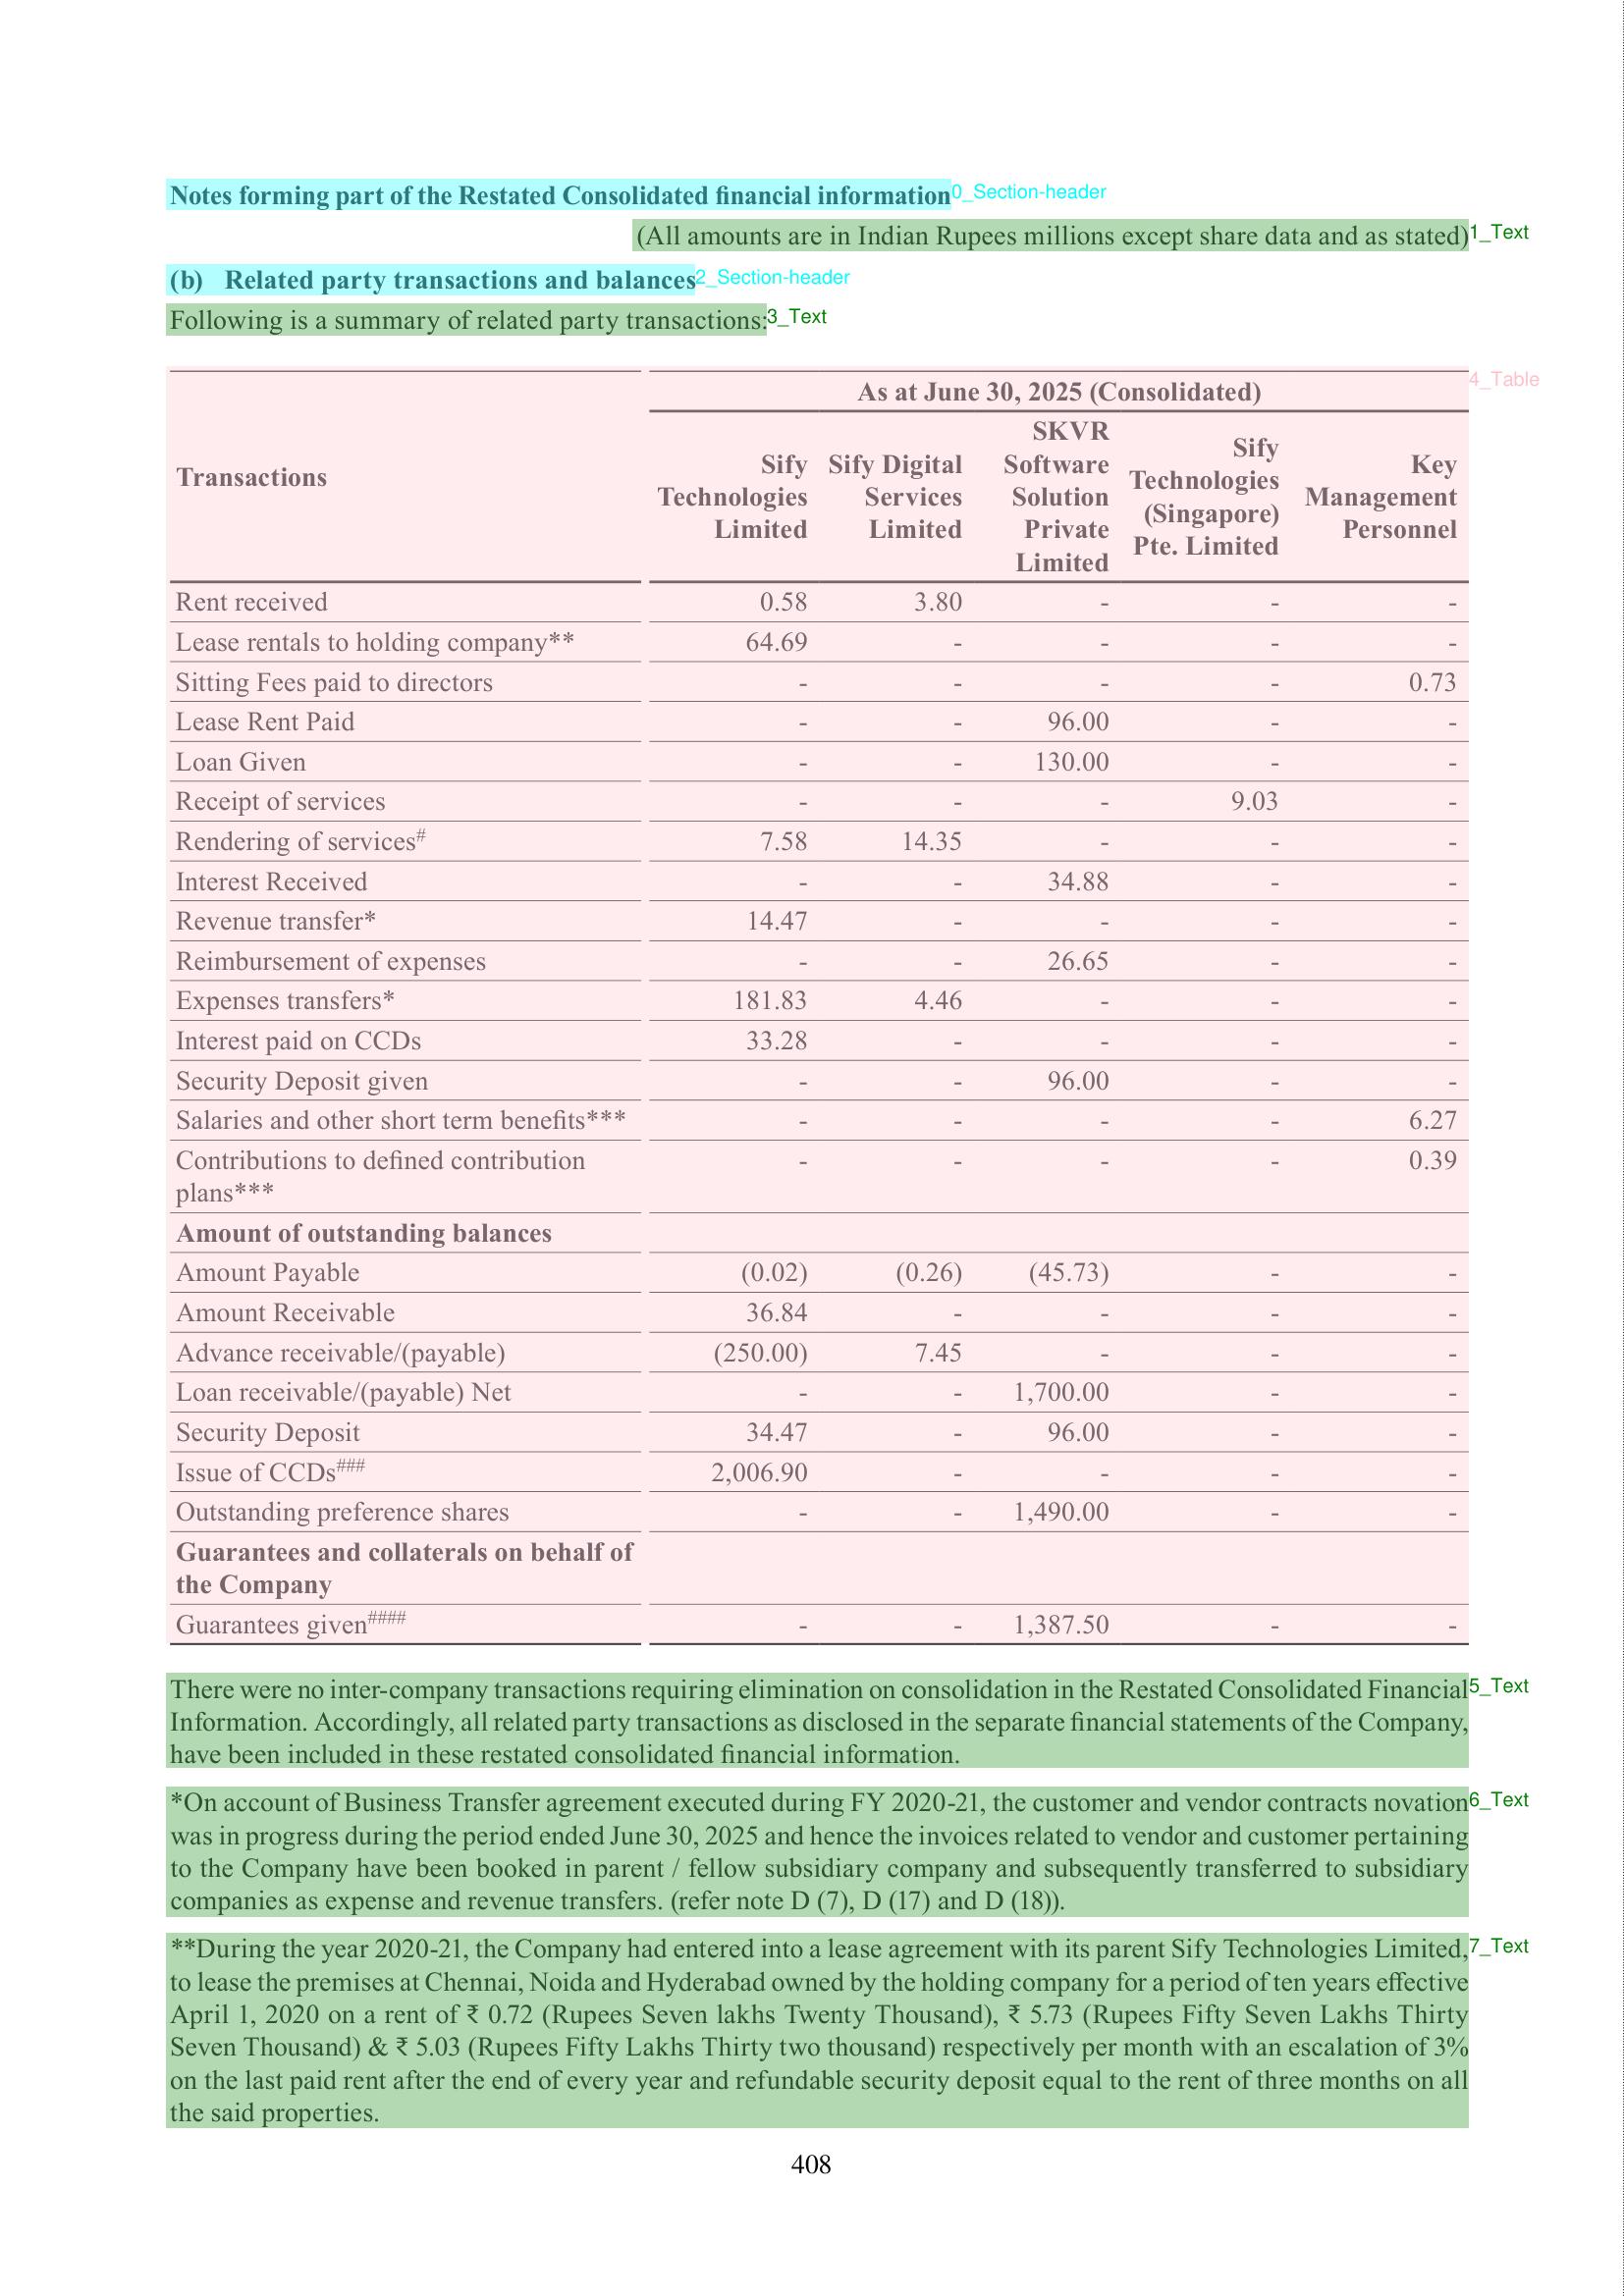 Notes forming part of the Restated Consolidated financial information 0_Section-header
(All amounts are in Indian Rupees millions except share data and as stated) 1_Text
(b) Related party transactions and balances 2_Section-header
Following is a summary of related party transactions: 3_Text
4_Table
As at June 30, 2025 (Consolidated)
Transactions Sify Technologies Limited Sify Digital Services Limited SKVR Software Solution Private Limited Sify Technologies (Singapore) Pte. Limited Key Management Personnel
Rent received 0.58 3.80 - - -
Lease rentals to holding company** 64.69 - - - -
Sitting Fees paid to directors - - - - 0.73
Lease Rent Paid - - 96.00 - -
Loan Given - - 130.00 - -
Receipt of services - - - 9.03 -
Rendering of services# 7.58 14.35 - - -
Interest Received - - 34.88 - -
Revenue transfer* 14.47 - - - -
Reimbursement of expenses - - 26.65 - -
Expenses transfers* 181.83 4.46 - - -
Interest paid on CCDs 33.28 - - - -
Security Deposit given - - 96.00 - -
Salaries and other short term benefits*** - - - - 6.27
Contributions to defined contribution - - - - 0.39
plans***
Amount of outstanding balances
Amount Payable (0.02) (0.26) (45.73) - -
Amount Receivable 36.84 - - - -
Advance receivable/(payable) (250.00) 7.45 - - -
Loan receivable/(payable) Net - - 1,700.00 - -
Security Deposit 34.47 - 96.00 - -
Issue of CCDs### 2,006.90 - - - -
Outstanding preference shares - - 1,490.00 - -
Guarantees and collaterals on behalf of
the Company
Guarantees given#### - - 1,387.50 - -
There were no inter-company transactions requiring elimination on consolidation in the Restated Consolidated Financial 5_Text
Information. Accordingly, all related party transactions as disclosed in the separate financial statements of the Company,
have been included in these restated consolidated financial information.
*On account of Business Transfer agreement executed during FY 2020-21, the customer and vendor contracts novation 6_Text
was in progress during the period ended June 30, 2025 and hence the invoices related to vendor and customer pertaining
to the Company have been booked in parent / fellow subsidiary company and subsequently transferred to subsidiary
companies as expense and revenue transfers. (refer note D (7), D (17) and D (18)).
**During the year 2020-21, the Company had entered into a lease agreement with its parent Sify Technologies Limited, 7_Text
to lease the premises at Chennai, Noida and Hyderabad owned by the holding company for a period of ten years effective
April 1, 2020 on a rent of ₹ 0.72 (Rupees Seven lakhs Twenty Thousand), ₹ 5.73 (Rupees Fifty Seven Lakhs Thirty
Seven Thousand) & ₹ 5.03 (Rupees Fifty Lakhs Thirty two thousand) respectively per month with an escalation of 3%
on the last paid rent after the end of every year and refundable security deposit equal to the rent of three months on all
the said properties.
408